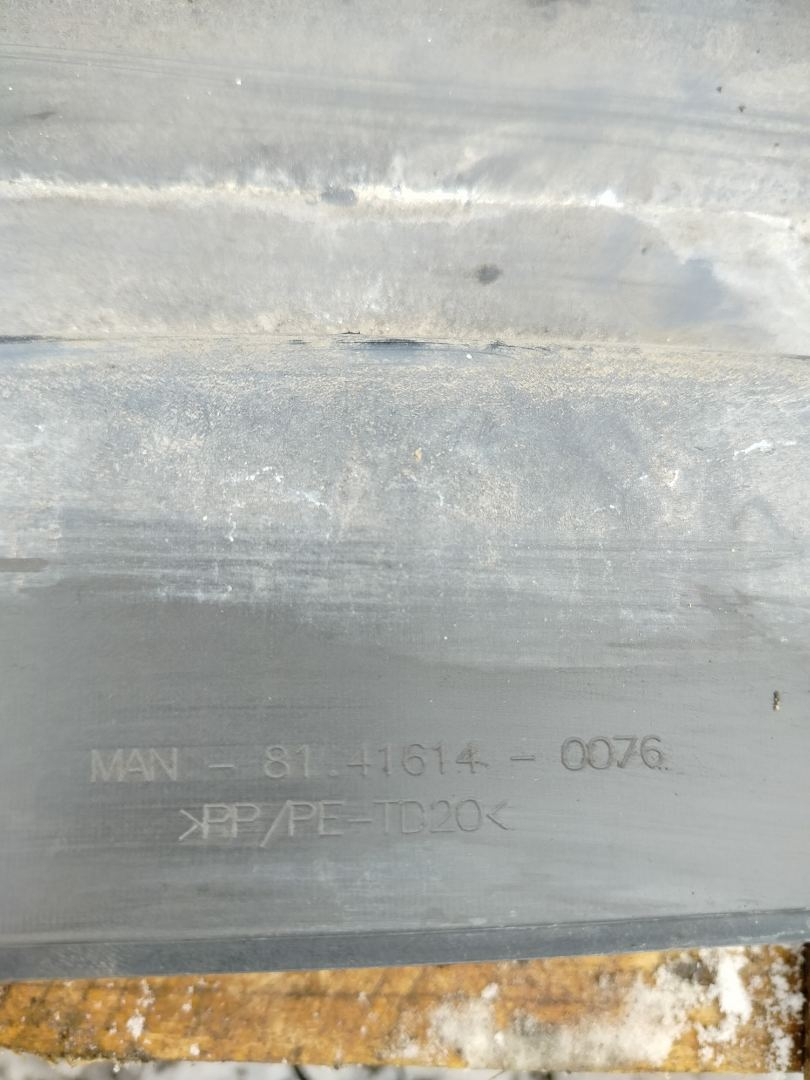 MAN - 81.41614 - 0076
>PP/PE-TD20<